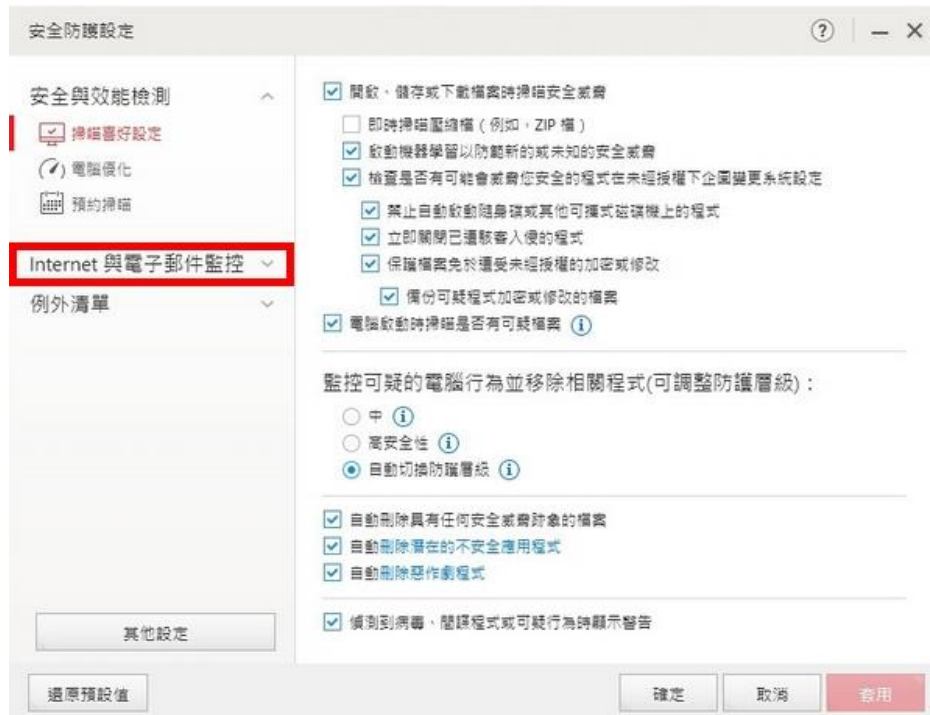 安全防護設定
安全與效能檢測
掃瞄喜好設定
電腦優化
預約掃瞄
Internet 與電子郵件監控
例外清單
其他設定
開啟、儲存或下載檔案時掃瞄安全威脅
即時掃瞄壓縮檔 ( 例如,ZIP 檔 )
啟動機器學習以防範新的或未知的安全威脅
檢查是否有可能會威脅您安全的程式在未經授權下企圖變更系統設定
禁止自動啟動隨身碟或其他可攜式磁碟機上的程式
立即關閉已遭駭客入侵的程式
保護檔案免於遭受未經授權的加密或修改
備份可疑程式加密或修改的檔案
電腦啟動時掃瞄是否有可疑檔案
監控可疑的電腦行為並移除相關程式(可調整防護層級):
中
高安全性
自動切換防護層級
自動刪除具有任何安全威脅跡象的檔案
自動刪除潛在的不安全應用程式
自動刪除惡作劇程式
偵測到病毒、間諜程式或可疑行為時顯示警告
還原預設值
確定
取消
套用